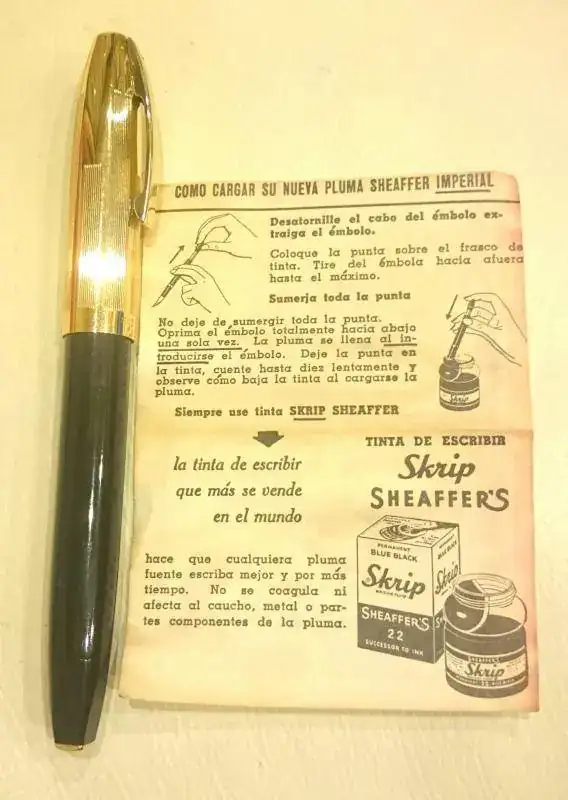 COMO CARGAR SU NUEVA PLUMA SHEAFFER IMPERIAL
Desatornille el cabo del émbolo ex-
traiga el émbolo.
Coloque la punta sobre el frasco de
tinta. Tire del émbola hacia afuera
hasta el máximo.
Sumerja toda la punta
No deje de sumergir toda la punta.
Oprima el émbolo totalmente hacia abajo
una sola vez. La pluma se llena al in-
troducirse el émbolo. Deje la punta en
la tinta, cuente hasta diez lentamente y
observe cómo baja la tinta al cargarse la
pluma.
Skrip
Siempre use tinta SKRIP SHEAFFER
la tinta de escribir
que más se vende
en el mundo
hace que cualquiera pluma
fuente escriba mejor y por más
tiempo. No se coagula ni
afecta al caucho, metal o par-
tes componentes de la pluma.
TINTA DE ESCRIBIR
Skrip
SHEAFFER'S
PERMANENT
BLUE BLACK
Skrip
SHEAFFER'S
22
SUCCESSOR TO INK
SHEAFFER'S
Skrip